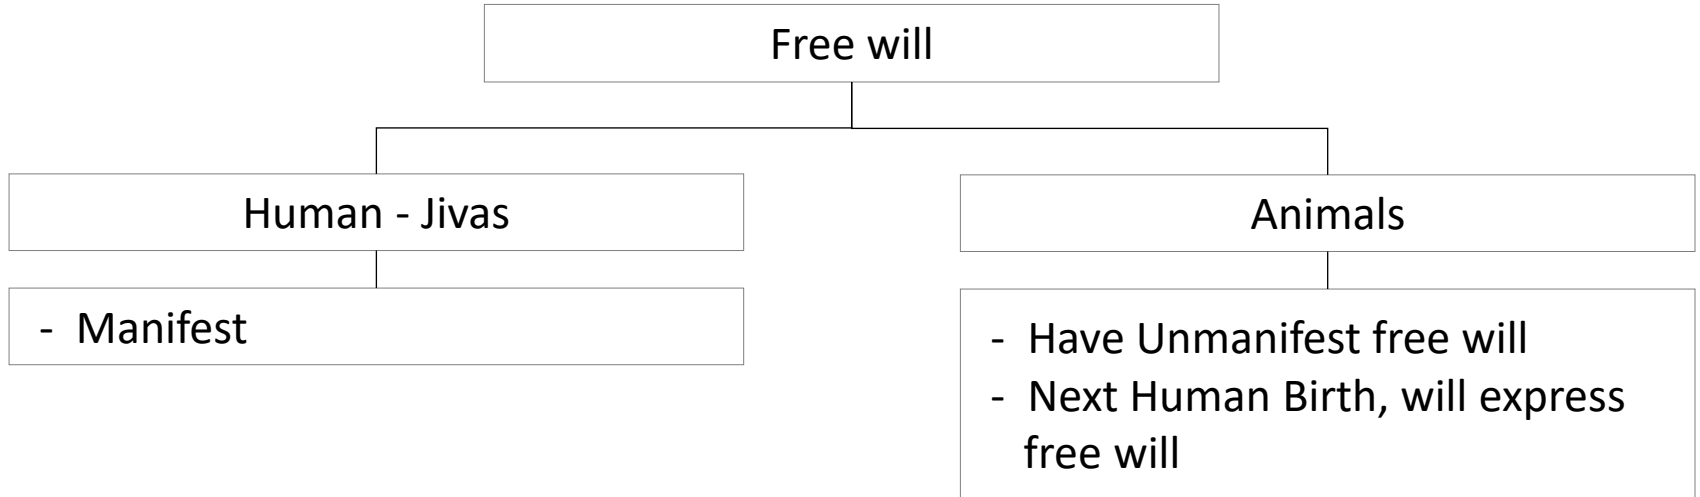 Free will
Human - Jivas
- Manifest
Animals
- Have Unmanifest free will
- Next Human Birth, will express
free will